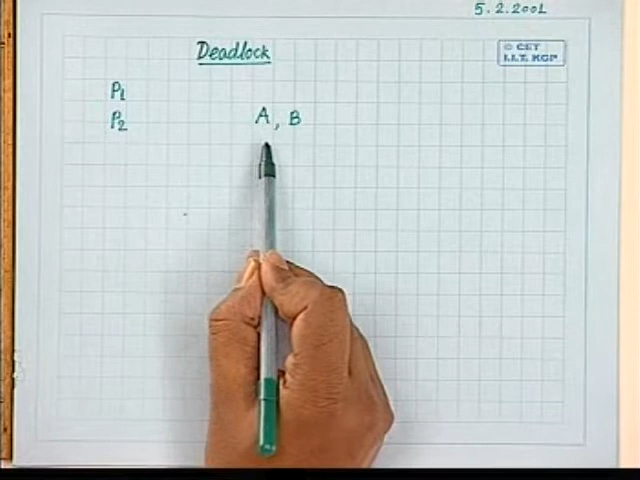 5.2.2001
Deadlock
© CET
I.I.T. KGP
P1
P2 A, B